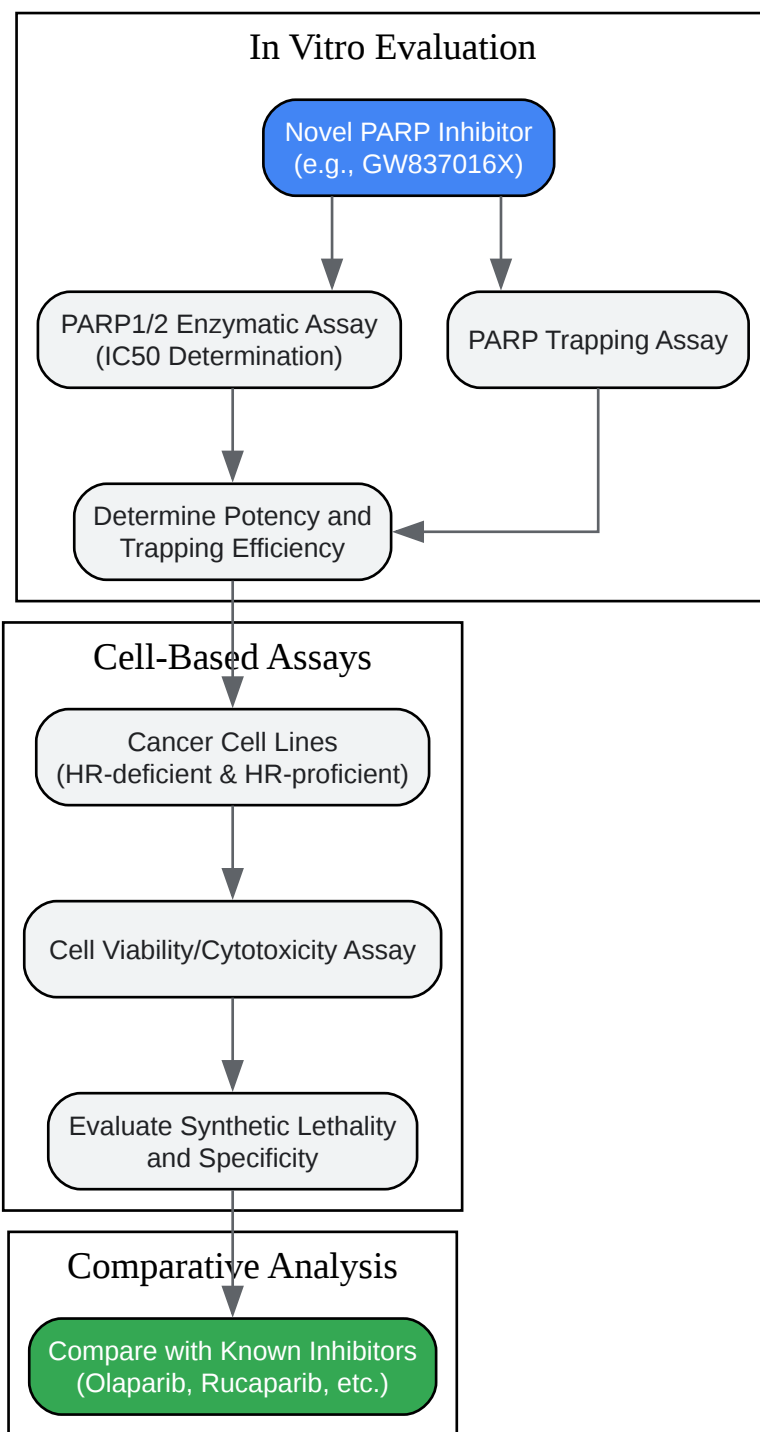 In Vitro Evaluation
Novel PARP Inhibitor
(e.g., GW837016X)
PARP1/2 Enzymatic Assay
(IC50 Determination)
PARP Trapping Assay
Determine Potency and
Trapping Efficiency
Cell-Based Assays
Cancer Cell Lines
(HR-deficient & HR-proficient)
Cell Viability/Cytotoxicity Assay
Evaluate Synthetic Lethality
and Specificity
Comparative Analysis
Compare with Known Inhibitors
(Olaparib, Rucaparib, etc.)